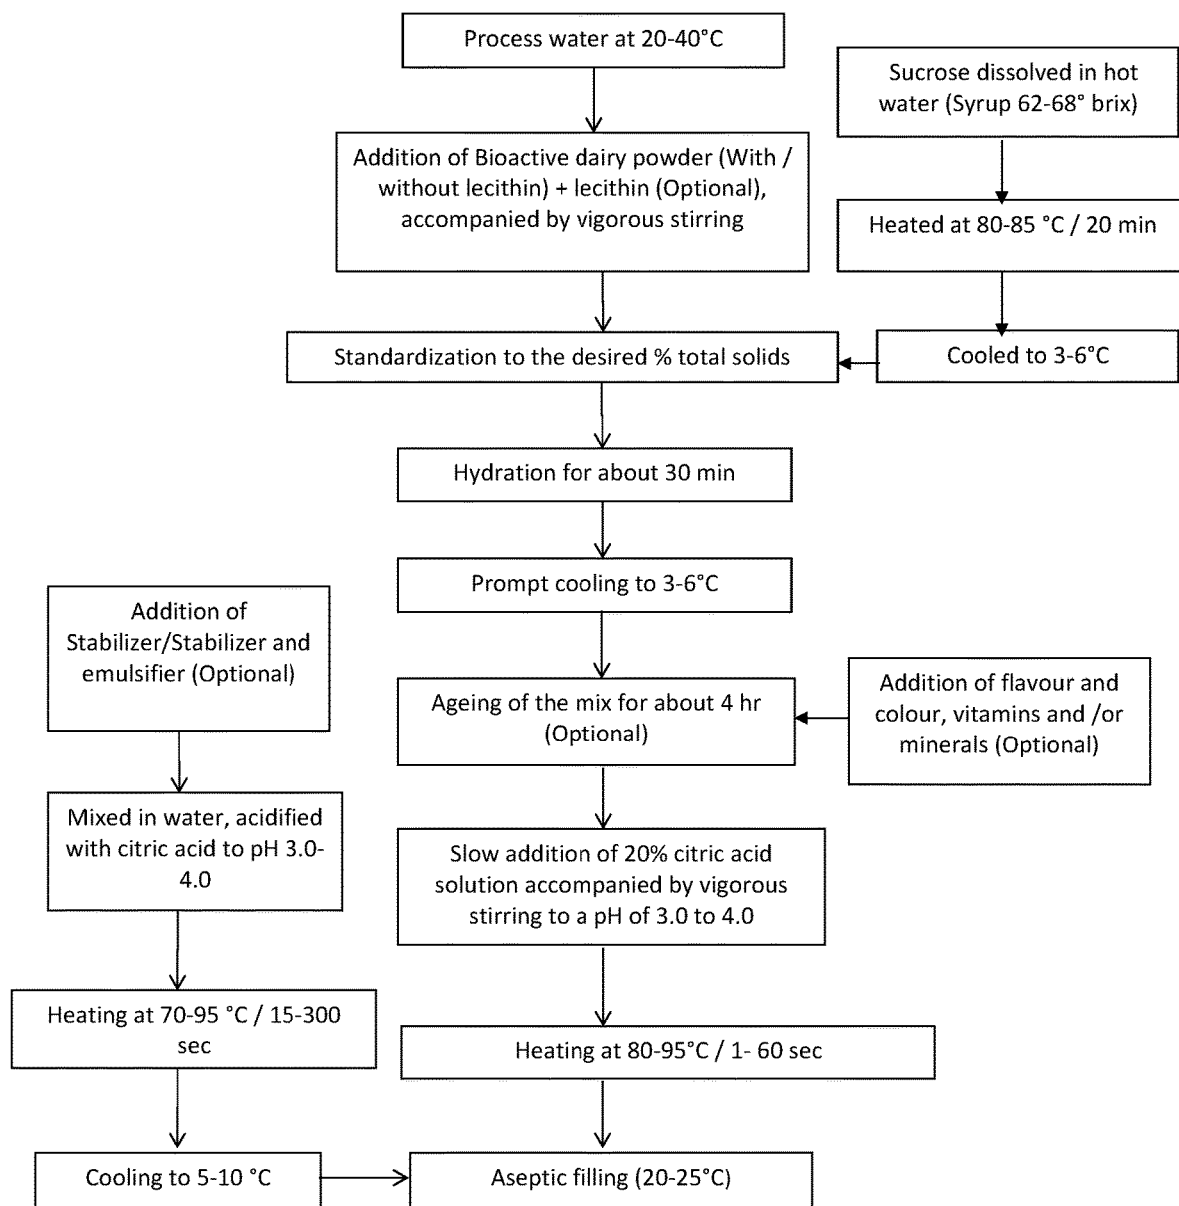 Process water at 20-40°C
Sucrose dissolved in hot
water (Syrup 62-68° brix)
Addition of Bioactive dairy powder (With /
without lecithin) + lecithin (Optional),
accompanied by vigorous stirring
Heated at 80-85 °C / 20 min
Standardization to the desired % total solids
Cooled to 3-6°C
Hydration for about 30 min
Prompt cooling to 3-6°C
Addition of
Stabilizer/Stabilizer and
emulsifier (Optional)
Ageing of the mix for about 4 hr
(Optional)
Addition of flavour and
colour, vitamins and /or
minerals (Optional)
Mixed in water, acidified
with citric acid to pH 3.0-
4.0
Slow addition of 20% citric acid
solution accompanied by vigorous
stirring to a pH of 3.0 to 4.0
Heating at 70-95 °C / 15-300
sec
Heating at 80-95°C / 1- 60 sec
Cooling to 5-10 °C
Aseptic filling (20-25°C)